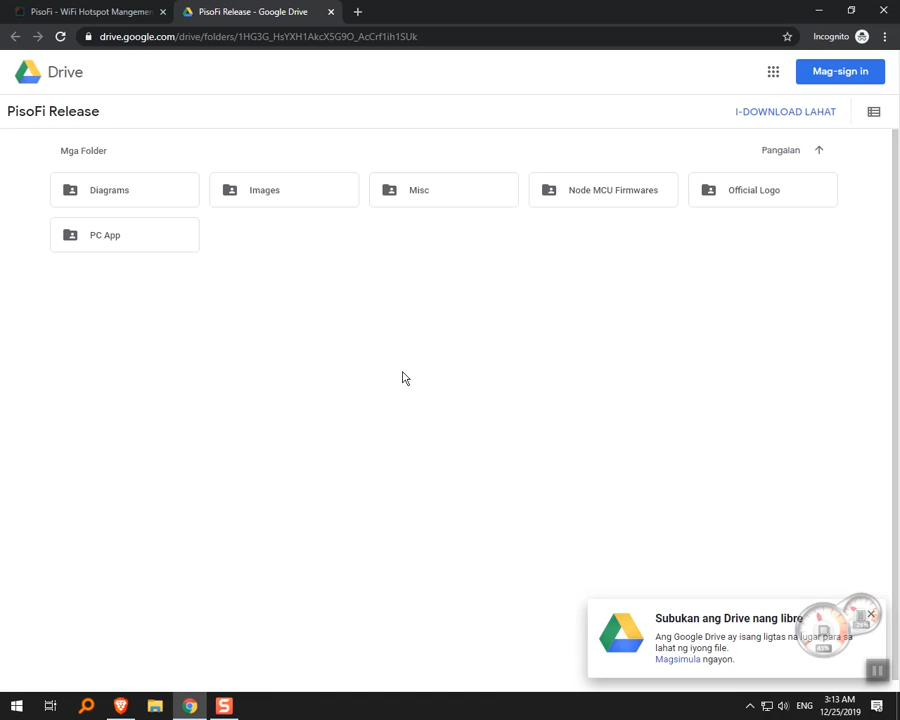 PisoFi - WiFi Hotspot Mangemen
PisoFi Release - Google Drive
drive.google.com/drive/folders/1HG3G_HsYXH1AkcX5G9O_AcCrf1ih1SUk
Incognito
Drive
Mag-sign in
PisoFi Release
I-DOWNLOAD LAHAT
Mga Folder
Pangalan
Diagrams
Images
Misc
Node MCU Firmwares
Official Logo
PC App
Subukan ang Drive nang libre
Ang Google Drive ay isang ligtas na lugar para sa
lahat ng iyong file.
Magsimula ngayon.
ENG
3:13 AM
12/25/2019